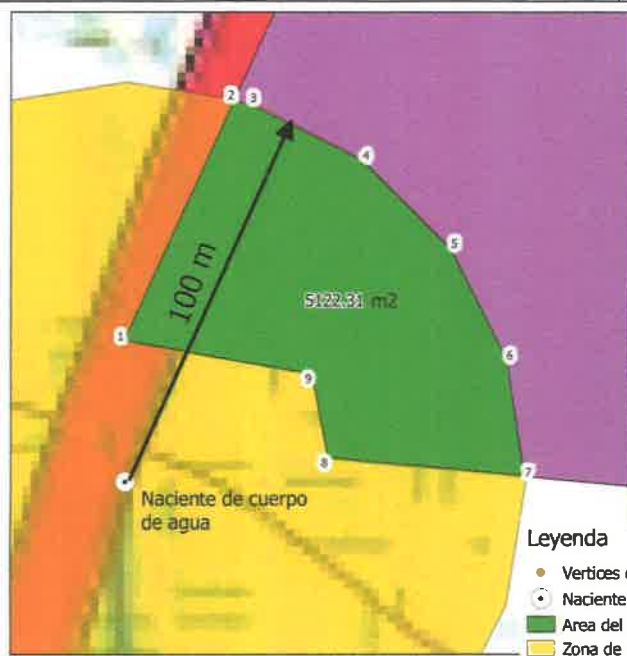 2 3
4
5
100 m
5122.31 m2
1
6
9
8
7
Naciente de cuerpo
de agua
Leyenda
Vertices
Naciente
Area del
Zona de